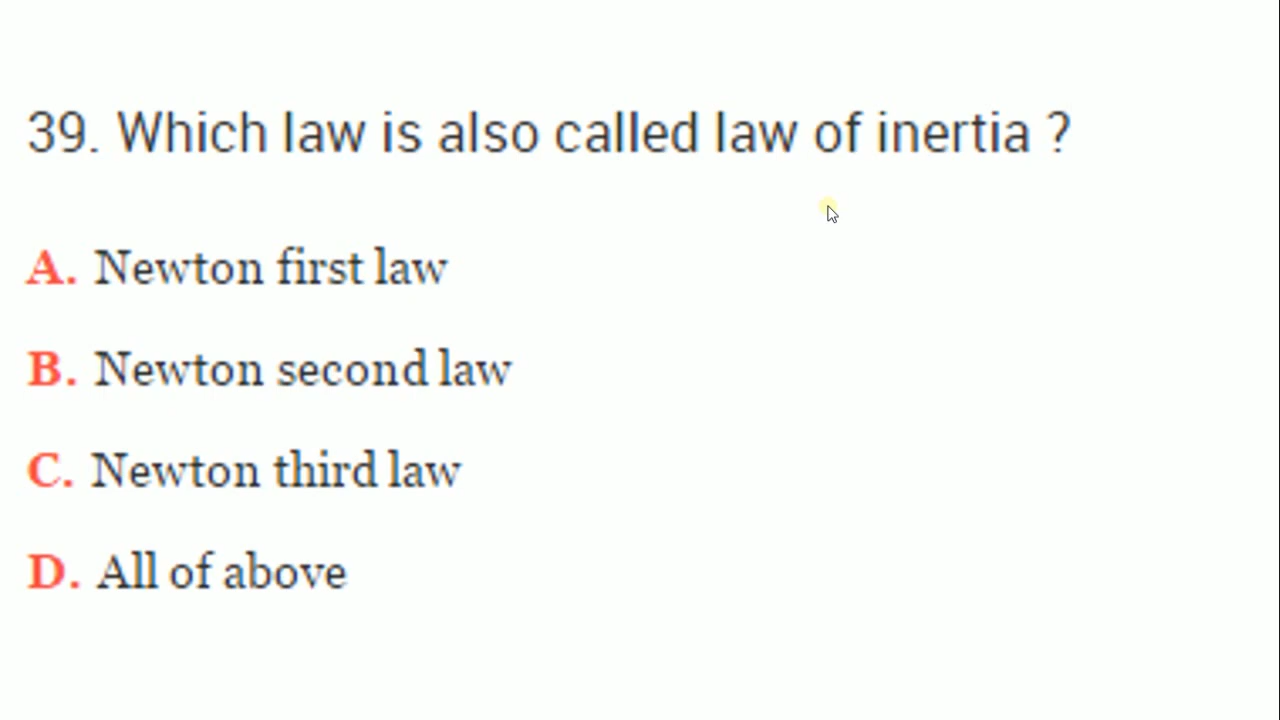 39. Which law is also called law of inertia ?
A. Newton first law
B. Newton second law
C. Newton third law
D. All of above